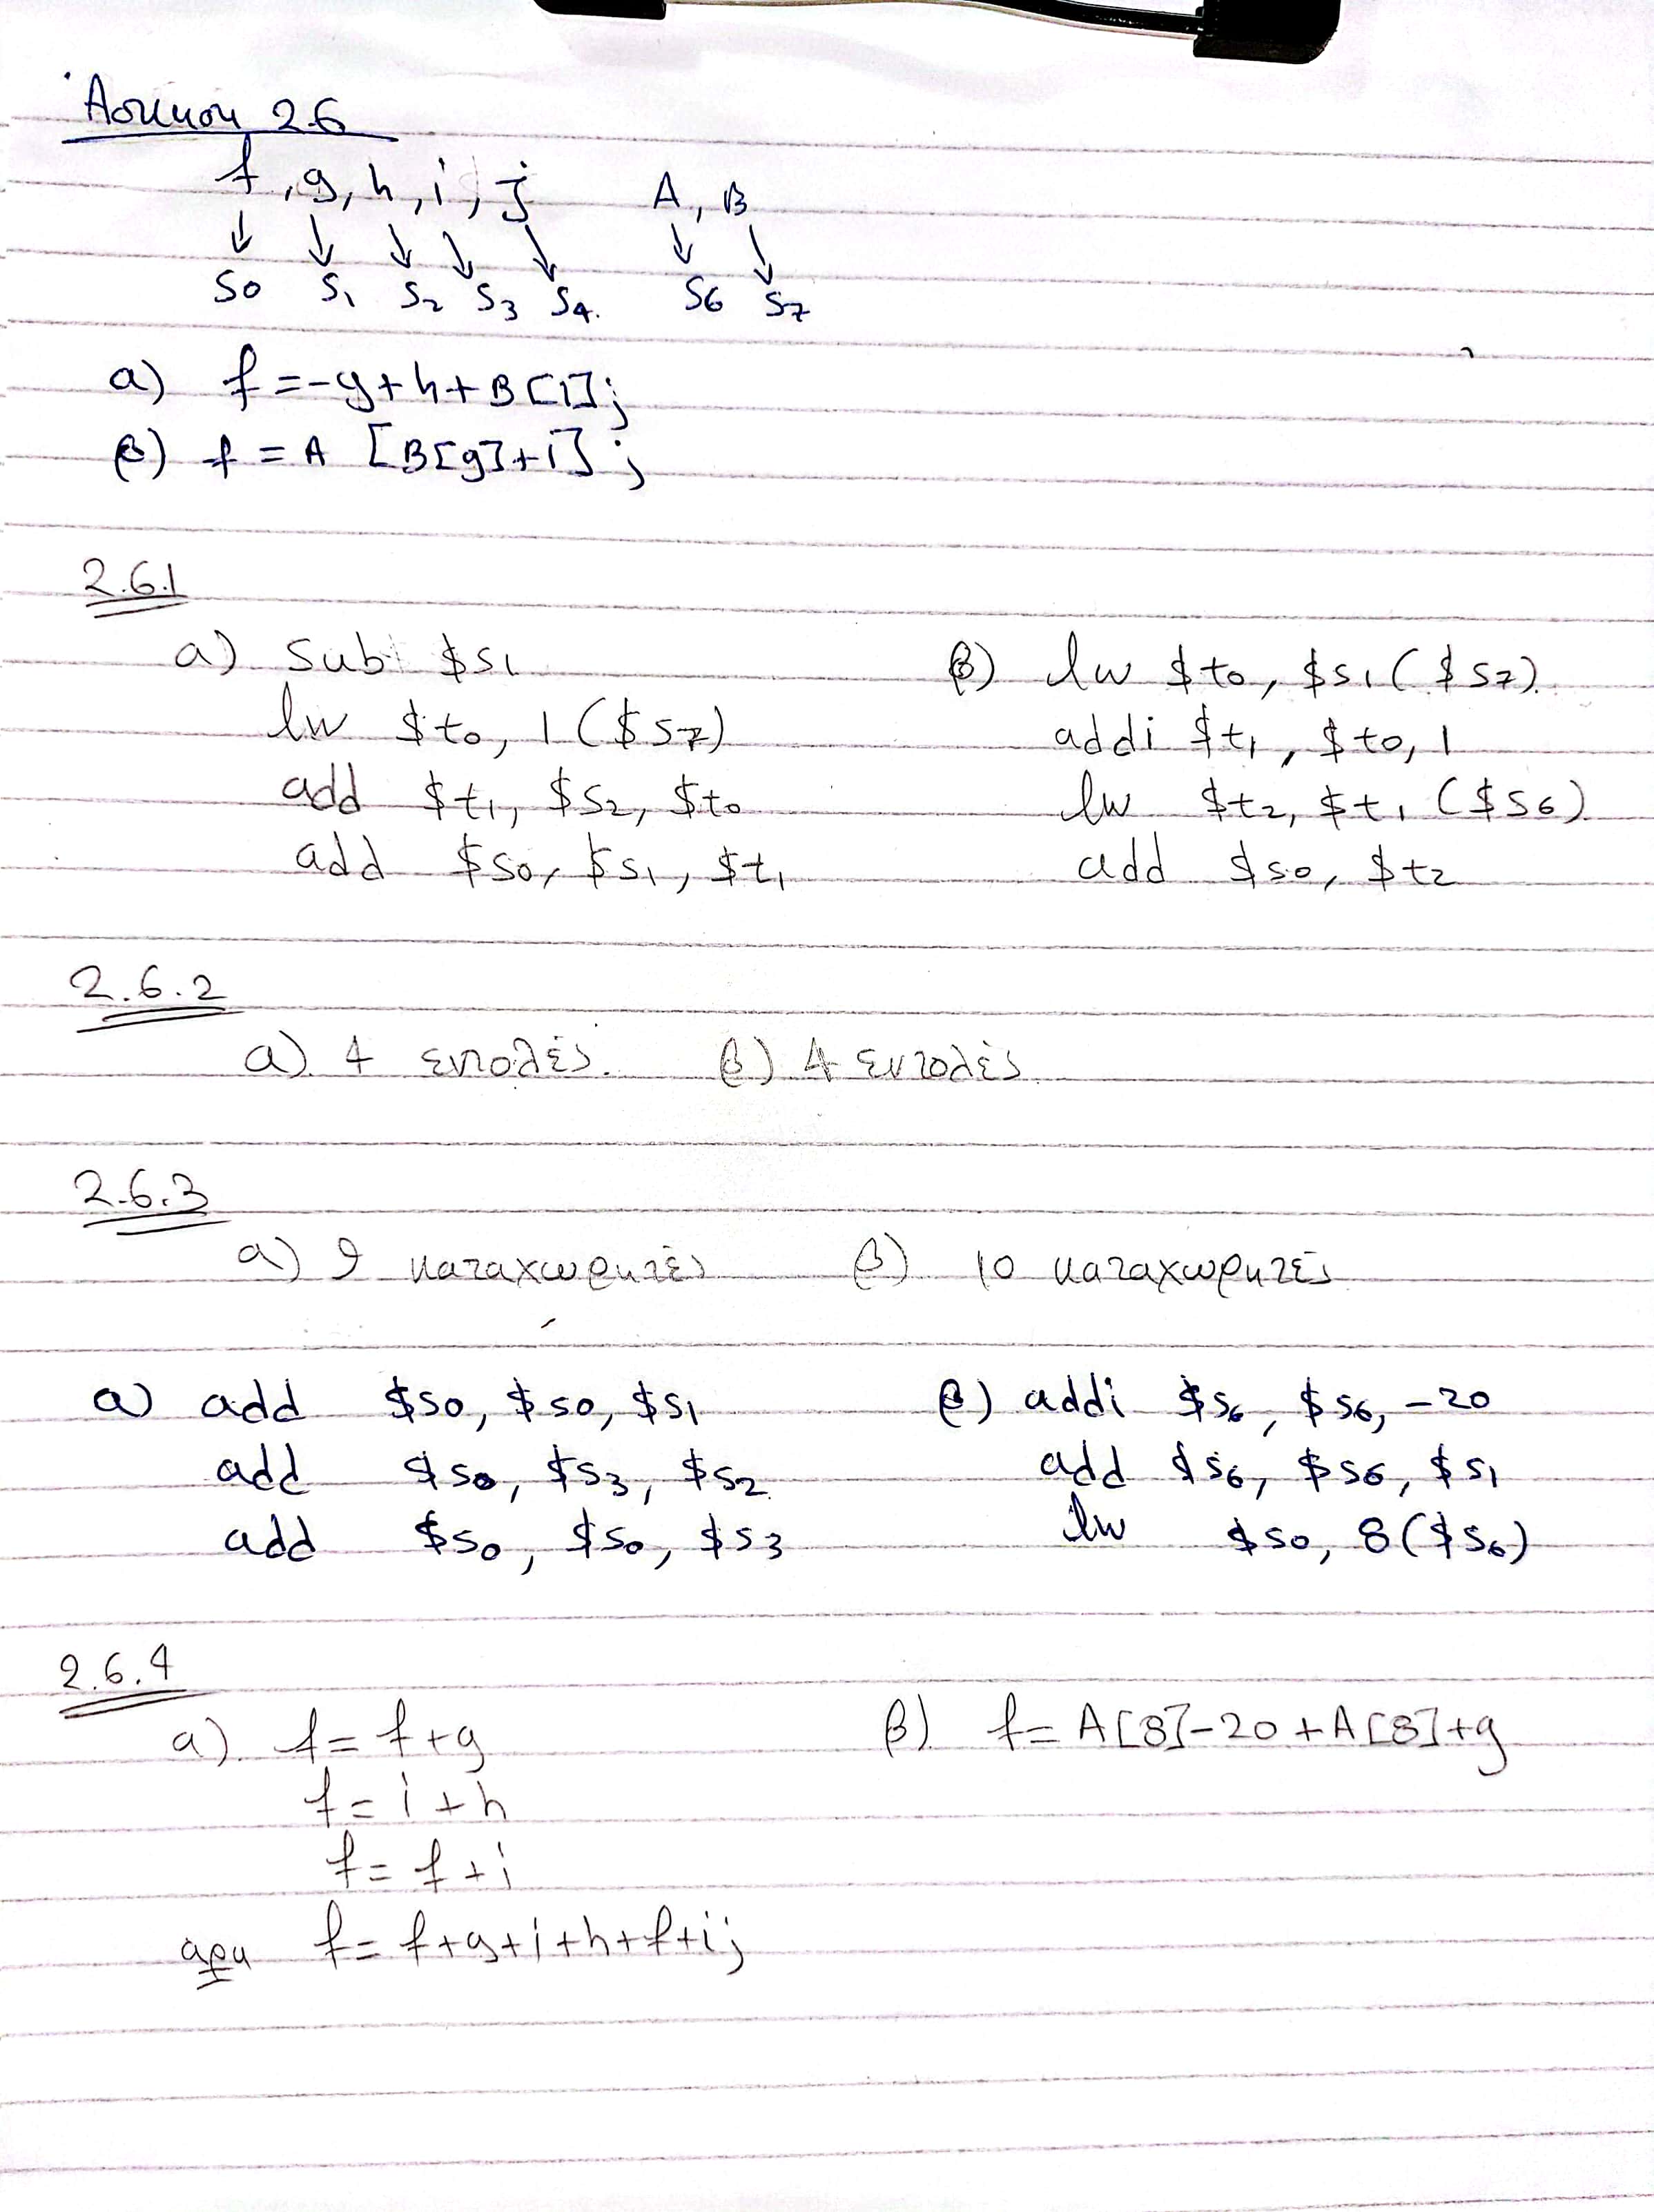 Άσκηση 2.6
f, g, h, i, j A, B
↓ ↓ ↓ ↓ ↓ ↓ ↓
s0 s1 s2 s3 s4. s6 s7
α) f=-g+h+B[1];
β) f = A [B[g]+1];
2.6.1
α) sub $s1
lw $t0, 1($s7)
add $t1, $s2, $t0
add $s0, $s1, $t1
β) lw $t0, $s1($s7)
addi $t1, $t0, 1
lw $t2, $t1($s6)
add $s0, $t2
2.6.2
α) 4 εντολές. β) 4 εντολές
2.6.3
α) 9 καταχωρητές β) 10 καταχωρητές
α) add $s0, $s0, $s1
add $s0, $s3, $s2
add $s0, $s0, $s3
β) addi $s6, $s6, -20
add $s6, $s6, $s1
lw $s0, 8($s6)
2.6.4
α) f=f+g
f=i+h
f=f+i
αρα f=f+g+i+h+f+i;
β) f=A[8]-20+A[8]+g